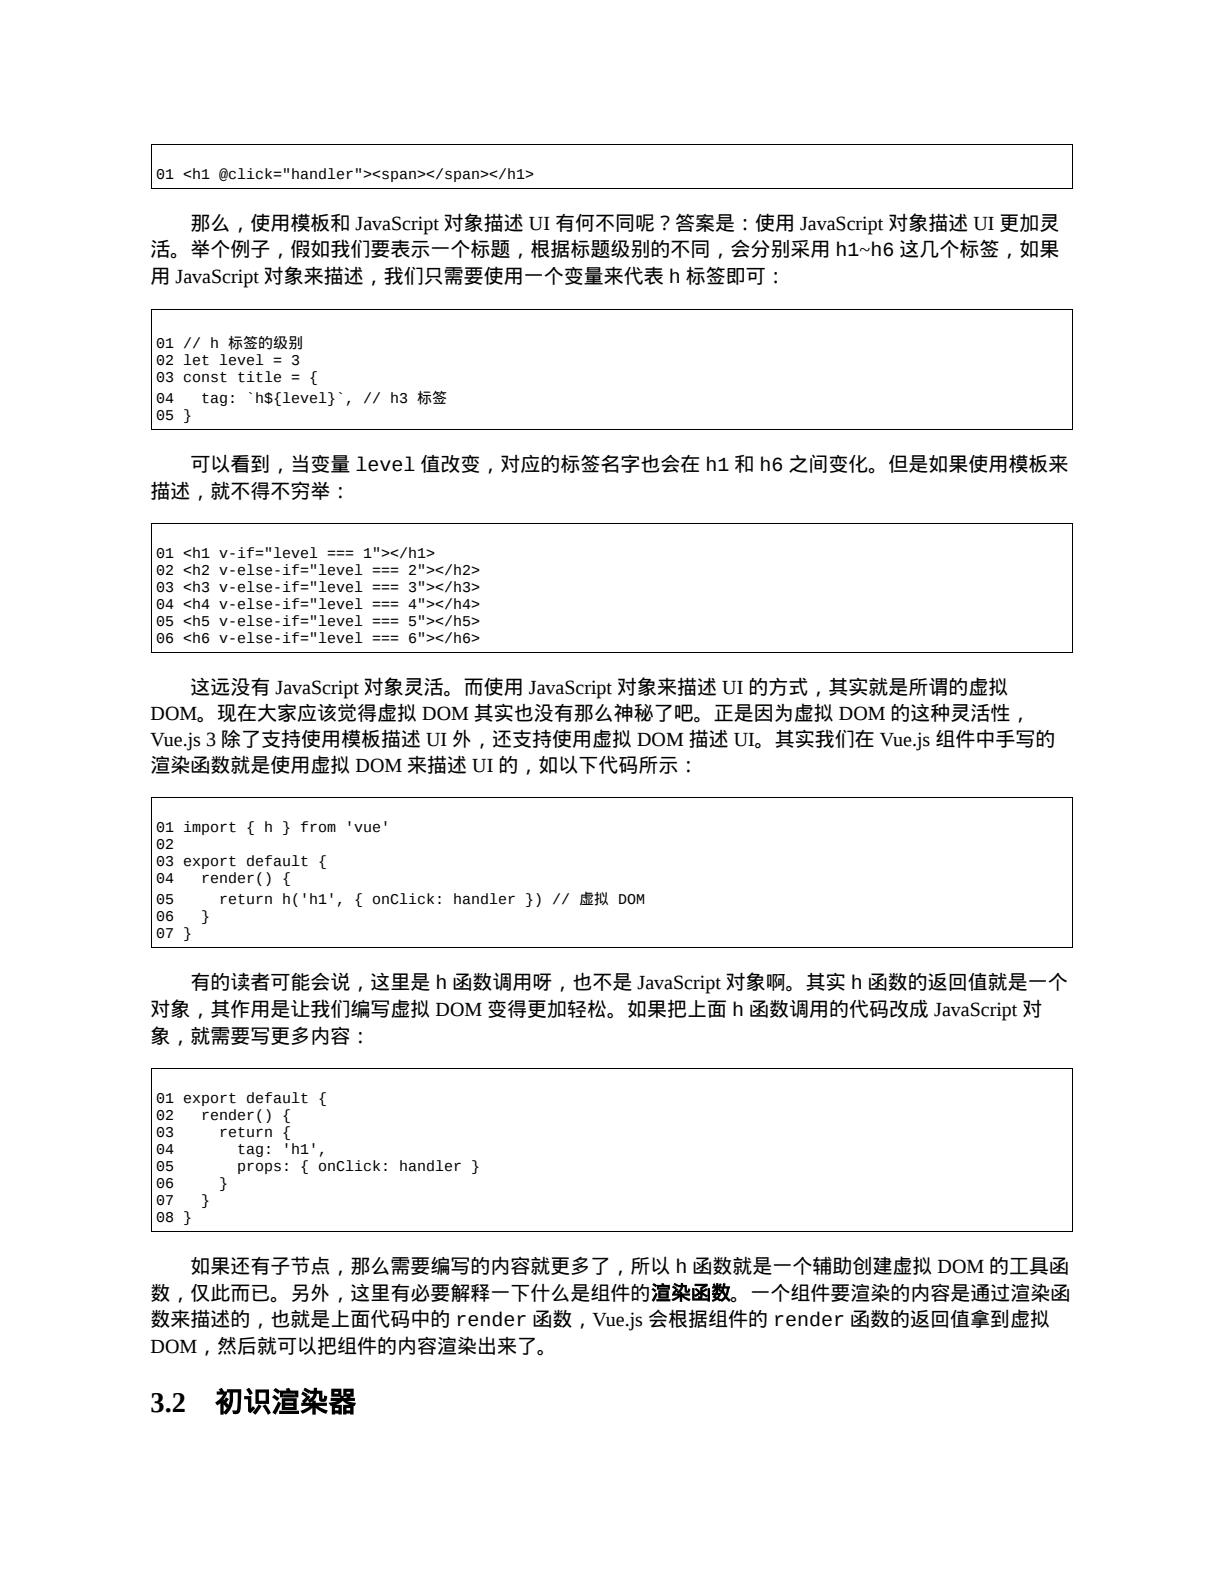 01 <h1 @click="handler"><span></span></h1>
那么，使用模板和 JavaScript 对象描述 UI 有何不同呢？答案是：使用 JavaScript 对象描述 UI 更加灵
活。举个例子，假如我们要表示一个标题，根据标题级别的不同，会分别采用 h1~h6 这几个标签，如果
用 JavaScript 对象来描述，我们只需要使用一个变量来代表 h 标签即可：
01 // h 标签的级别
02 let level = 3
03 const title = {
04   tag: `h${level}`, // h3 标签
05 }
可以看到，当变量 level 值改变，对应的标签名字也会在 h1 和 h6 之间变化。但是如果使用模板来
描述，就不得不穷举：
01 <h1 v-if="level === 1"></h1>
02 <h2 v-else-if="level === 2"></h2>
03 <h3 v-else-if="level === 3"></h3>
04 <h4 v-else-if="level === 4"></h4>
05 <h5 v-else-if="level === 5"></h5>
06 <h6 v-else-if="level === 6"></h6>
这远没有 JavaScript 对象灵活。而使用 JavaScript 对象来描述 UI 的方式，其实就是所谓的虚拟
DOM。现在大家应该觉得虚拟 DOM 其实也没有那么神秘了吧。正是因为虚拟 DOM 的这种灵活性，
Vue.js 3 除了支持使用模板描述 UI 外，还支持使用虚拟 DOM 描述 UI。其实我们在 Vue.js 组件中手写的
渲染函数就是使用虚拟 DOM 来描述 UI 的，如以下代码所示：
01 import { h } from 'vue'
02
03 export default {
04   render() {
05     return h('h1', { onClick: handler }) // 虚拟 DOM
06   }
07 }
有的读者可能会说，这里是 h 函数调用呀，也不是 JavaScript 对象啊。其实 h 函数的返回值就是一个
对象，其作用是让我们编写虚拟 DOM 变得更加轻松。如果把上面 h 函数调用的代码改成 JavaScript 对
象，就需要写更多内容：
01 export default {
02   render() {
03     return {
04       tag: 'h1',
05       props: { onClick: handler }
06     }
07   }
08 }
如果还有子节点，那么需要编写的内容就更多了，所以 h 函数就是一个辅助创建虚拟 DOM 的工具函
数，仅此而已。另外，这里有必要解释一下什么是组件的渲染函数。一个组件要渲染的内容是通过渲染函
数来描述的，也就是上面代码中的 render 函数，Vue.js 会根据组件的 render 函数的返回值拿到虚拟
DOM，然后就可以把组件的内容渲染出来了。
3.2 初识渲染器